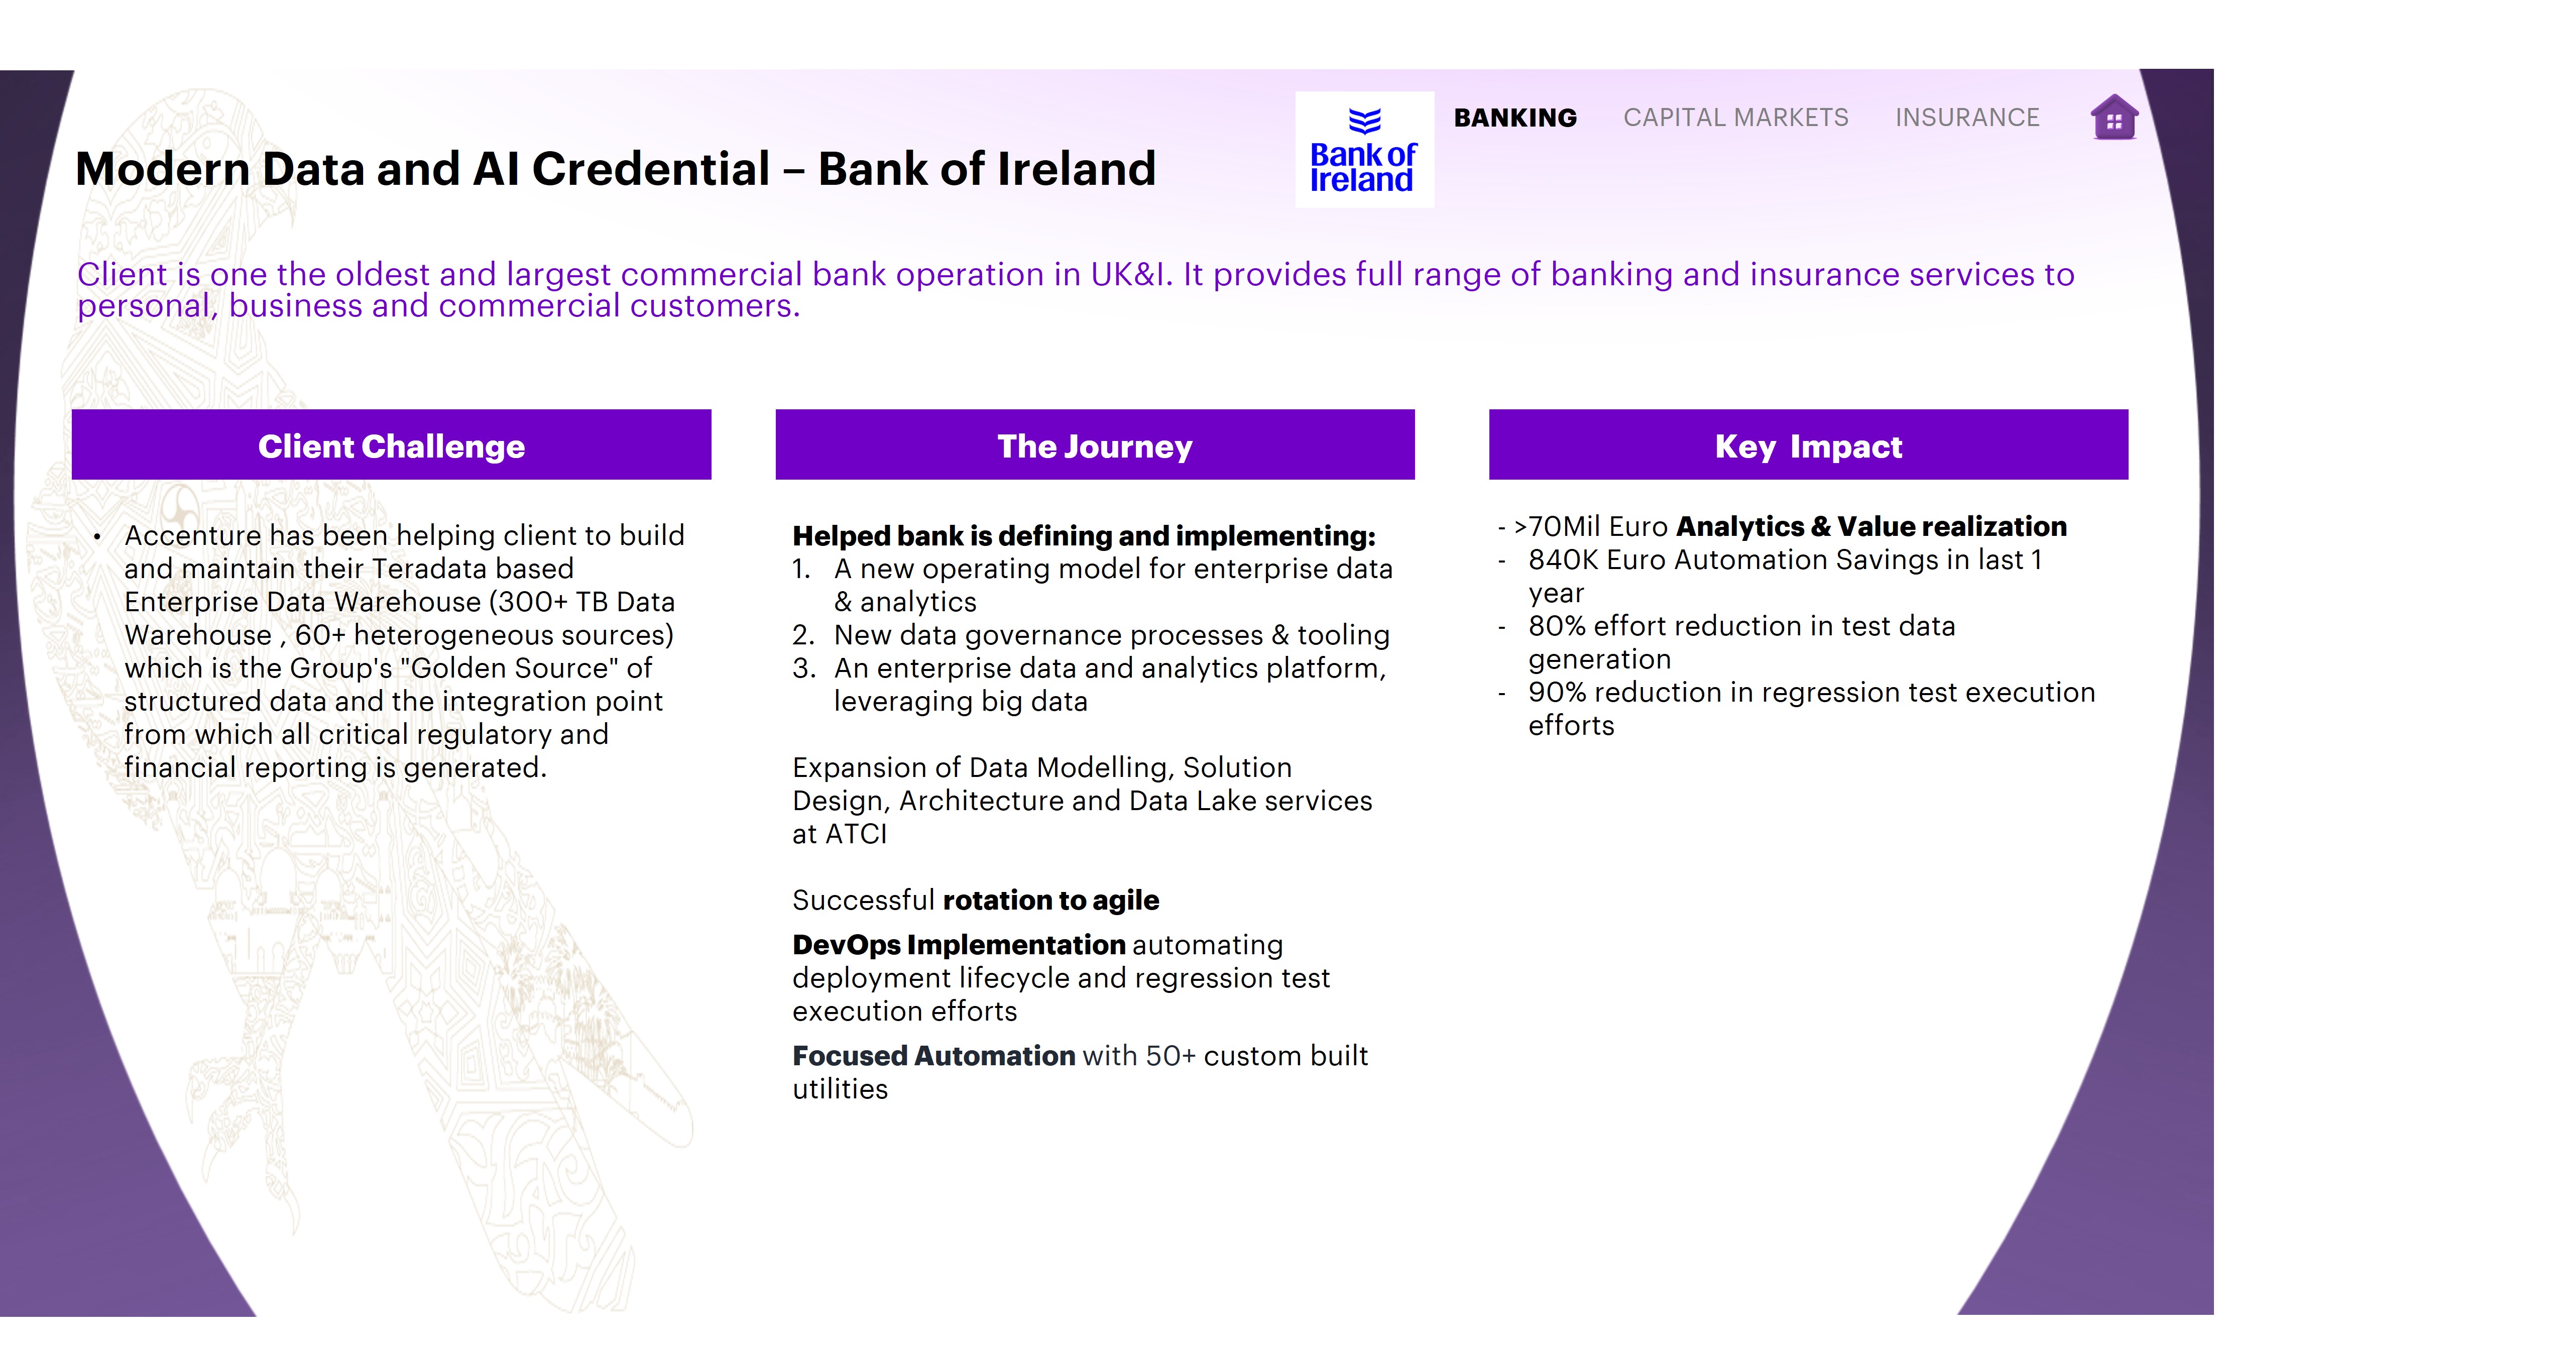 BANKING CAPITAL MARKETS INSURANCE
Bank of
Ireland
Modern Data and AI Credential – Bank of Ireland
Client is one the oldest and largest commercial bank operation in UK&I. It provides full range of banking and insurance services to
personal, business and commercial customers.
Client Challenge
• Accenture has been helping client to build
and maintain their Teradata based
Enterprise Data Warehouse (300+ TB Data
Warehouse , 60+ heterogeneous sources)
which is the Group's "Golden Source" of
structured data and the integration point
from which all critical regulatory and
financial reporting is generated.
The Journey
Helped bank is defining and implementing:
1. A new operating model for enterprise data
& analytics
2. New data governance processes & tooling
3. An enterprise data and analytics platform,
leveraging big data
Expansion of Data Modelling, Solution
Design, Architecture and Data Lake services
at ATCI
Successful rotation to agile
DevOps Implementation automating
deployment lifecycle and regression test
execution efforts
Focused Automation with 50+ custom built
utilities
Key  Impact
- >70Mil Euro Analytics & Value realization
- 840K Euro Automation Savings in last 1
year
- 80% effort reduction in test data
generation
- 90% reduction in regression test execution
efforts